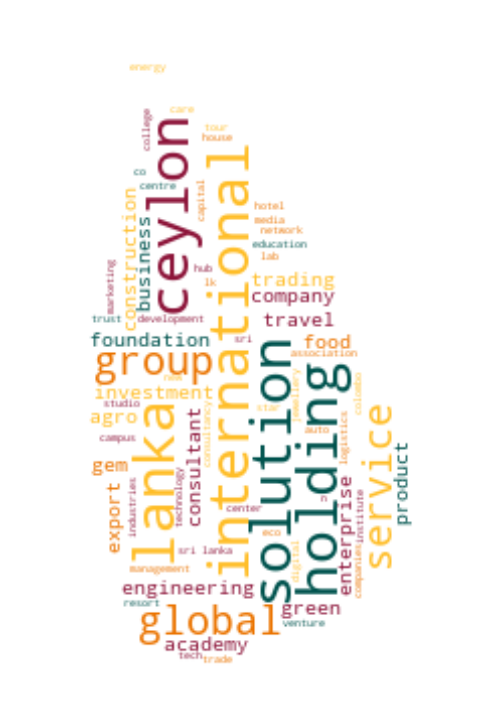 energy
college
care
ceylon
tour
house
international
co
centre
capital
construction
business
hotel
media
network
education
lab
marketing
hub
lk
trading
company
trust
development
travel
foundation
sri
solution
food
association
group
holding
new
investment
jewellery
colombo
studio
lanka
consultancy
star
service
agro
consultant
auto
logistics
campus
product
gem
technology
export
industries
enterprise
institute
n
center
eco
sri lanka
digital
companies
management
engineering
resort
global
green
venture
academy
tech
trade